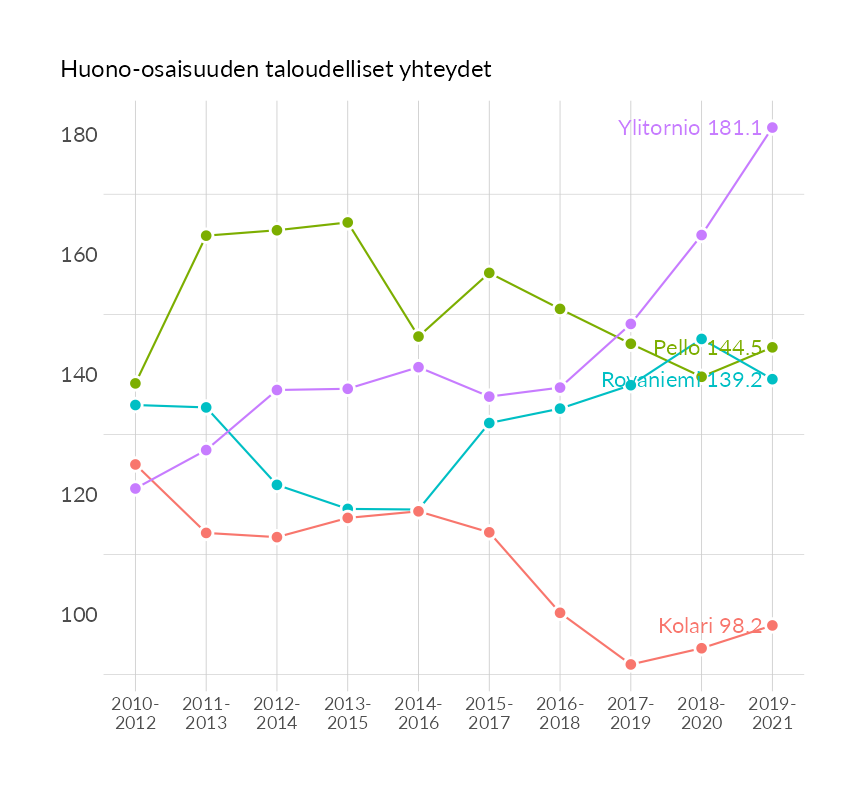 Huono-osaisuuden taloudelliset yhteydet
180
160
140
120
100
Ylitornio 181.1
Pello 144.5
Rovaniemi 139.2
Kolari 98.2
2010- 2011- 2012- 2013- 2014- 2015- 2016- 2017- 2018- 2019-
2012 2013 2014 2015 2016 2017 2018 2019 2020 2021